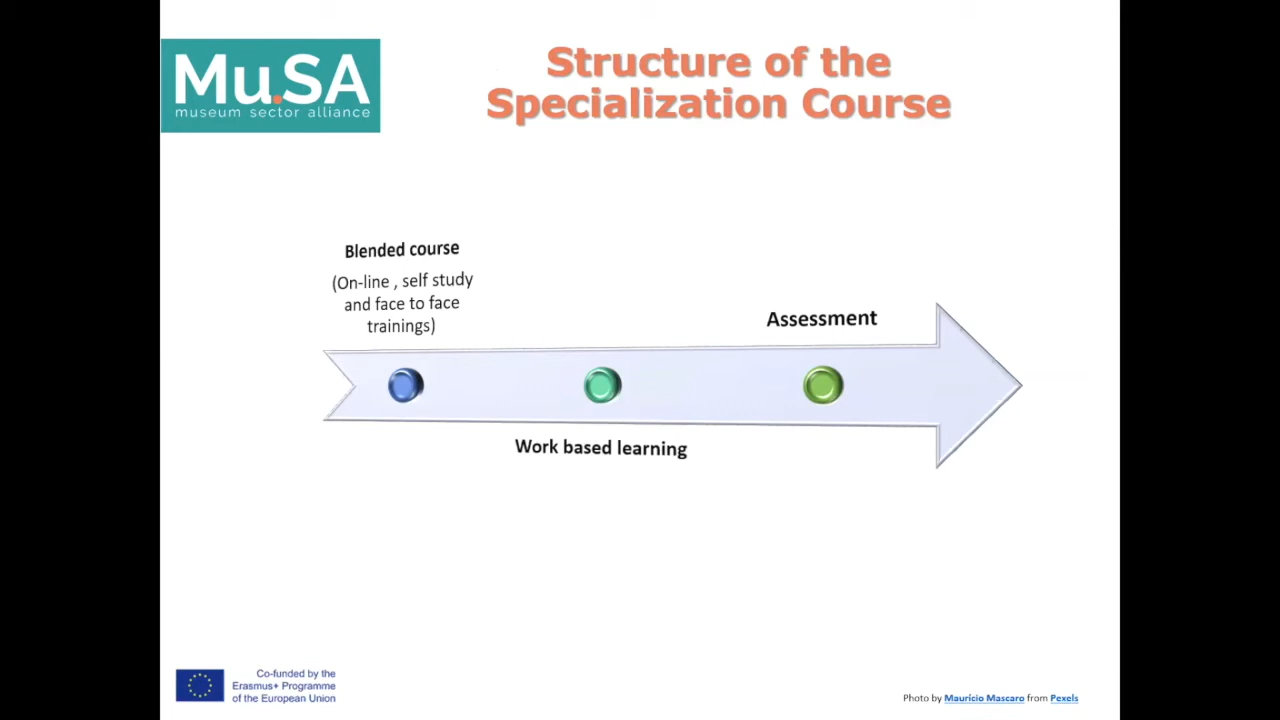 Mu.SA
museum sector alliance
Structure of the
Specialization Course
Blended course
(On-line , self study
and face to face
trainings)
Assessment
Work based learning
Co-funded by the
Erasmus+ Programme
of the European Union
Photo by Maurício Mascaro from Pexels